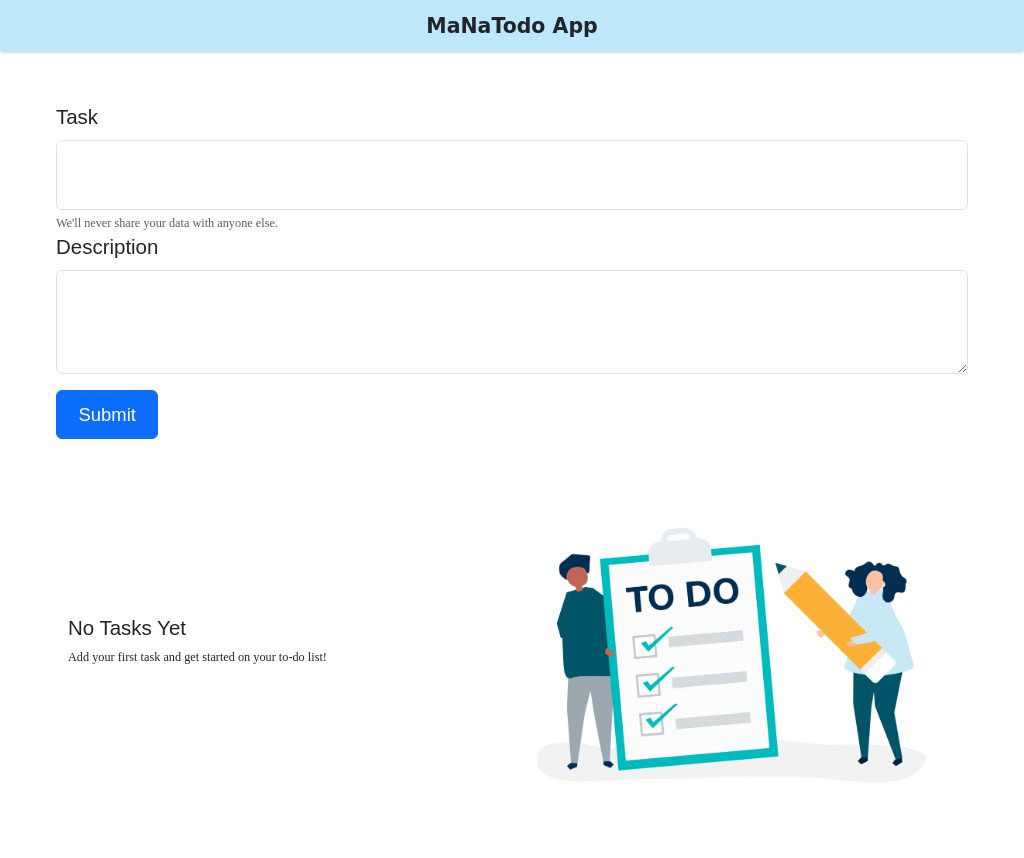 MaNaTodo App
Task
We'll never share your data with anyone else.
Description
Submit
No Tasks Yet
Add your first task and get started on your to-do list!
TO DO